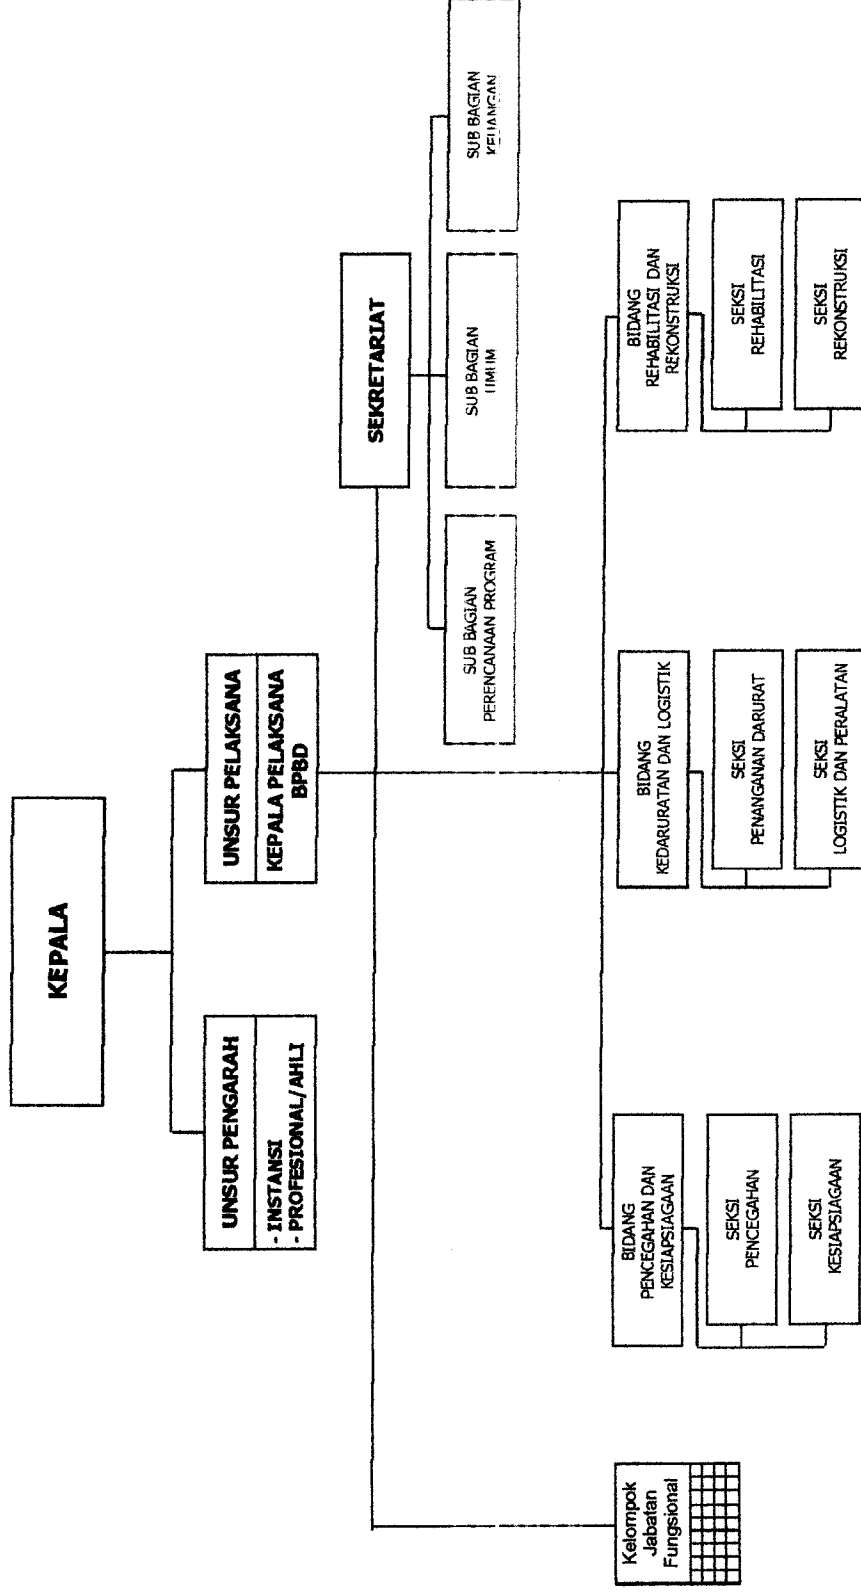 KEPALA
UNSUR PENGARAH
- INSTANSI
- PROFESIONAL/AHLI
UNSUR PELAKSANA
KEPALA PELAKSANA
BPBD
SEKRETARIAT
SUB BAGIAN
PERENCANAAN PROGRAM
SUB BAGIAN
UMUM
SUB BAGIAN
KEUANGAN
Kelompok
Jabatan
Fungsional
BIDANG
PENCEGAHAN DAN
KESIAPSIAGAAN
SEKSI
PENCEGAHAN
SEKSI
KESIAPSIAGAAN
BIDANG
KEDARURATAN DAN LOGISTIK
SEKSI
PENANGANAN DARURAT
SEKSI
LOGISTIK DAN PERALATAN
BIDANG
REHABILITASI DAN
REKONSTRUKSI
SEKSI
REHABILITASI
SEKSI
REKONSTRUKSI